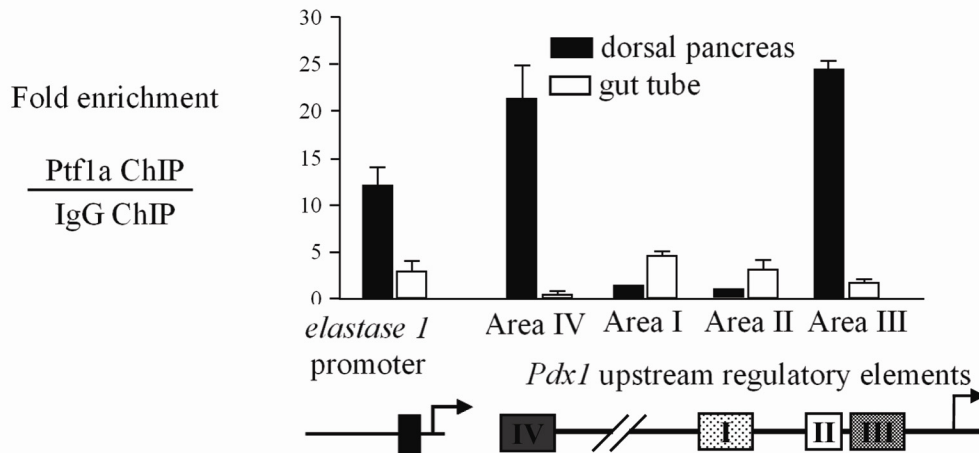 Fold enrichment
Ptf1a ChIP
IgG ChIP
30
25
20
15
10
5
0
dorsal pancreas
gut tube
elastase 1
promoter
Area IV Area I Area II Area III
Pdx1 upstream regulatory elements
IV I II III